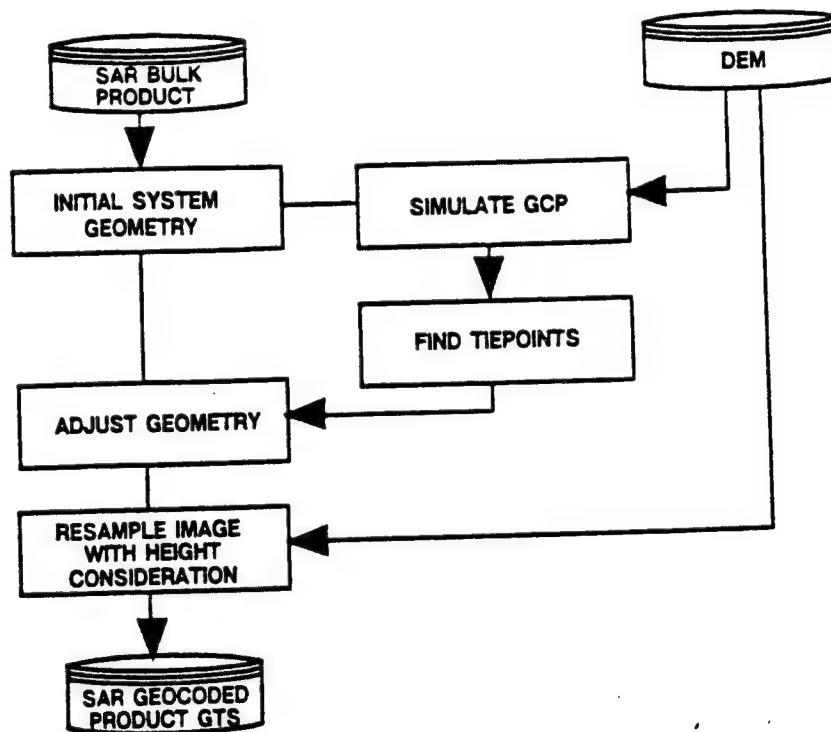 SAR BULK
PRODUCT
DEM
INITIAL SYSTEM
GEOMETRY
SIMULATE GCP
FIND TIEPOINTS
ADJUST GEOMETRY
RESAMPLE IMAGE
WITH HEIGHT
CONSIDERATION
SAR GEOCODED
PRODUCT GTS